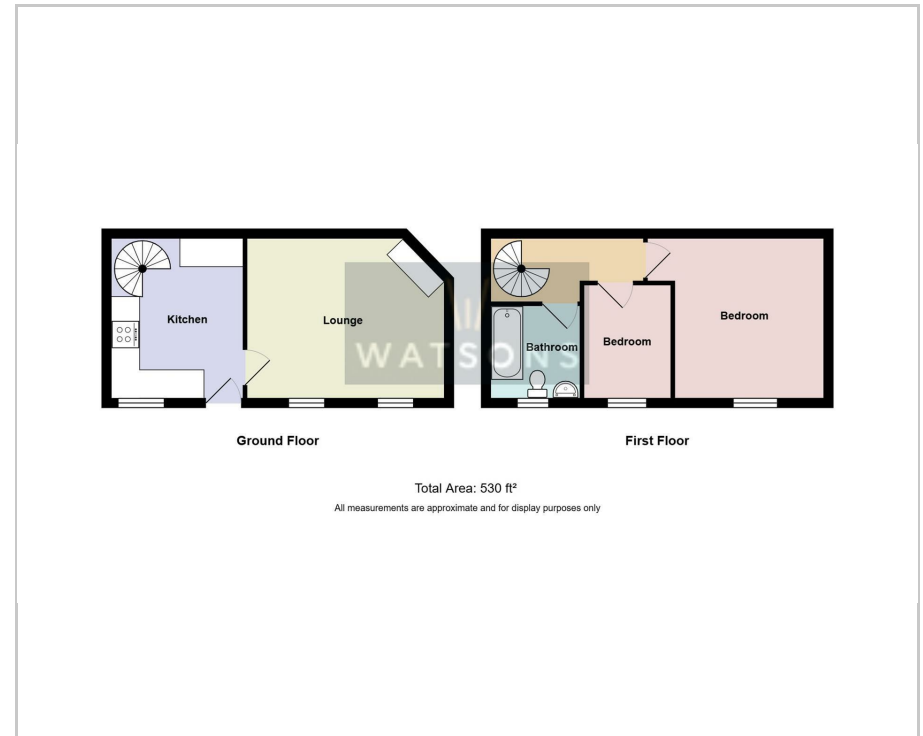 Kitchen
Lounge
Bathroom
Bedroom
Bedroom
WATSONS
Ground Floor
First Floor
Total Area: 530 ft²
All measurements are approximate and for display purposes only